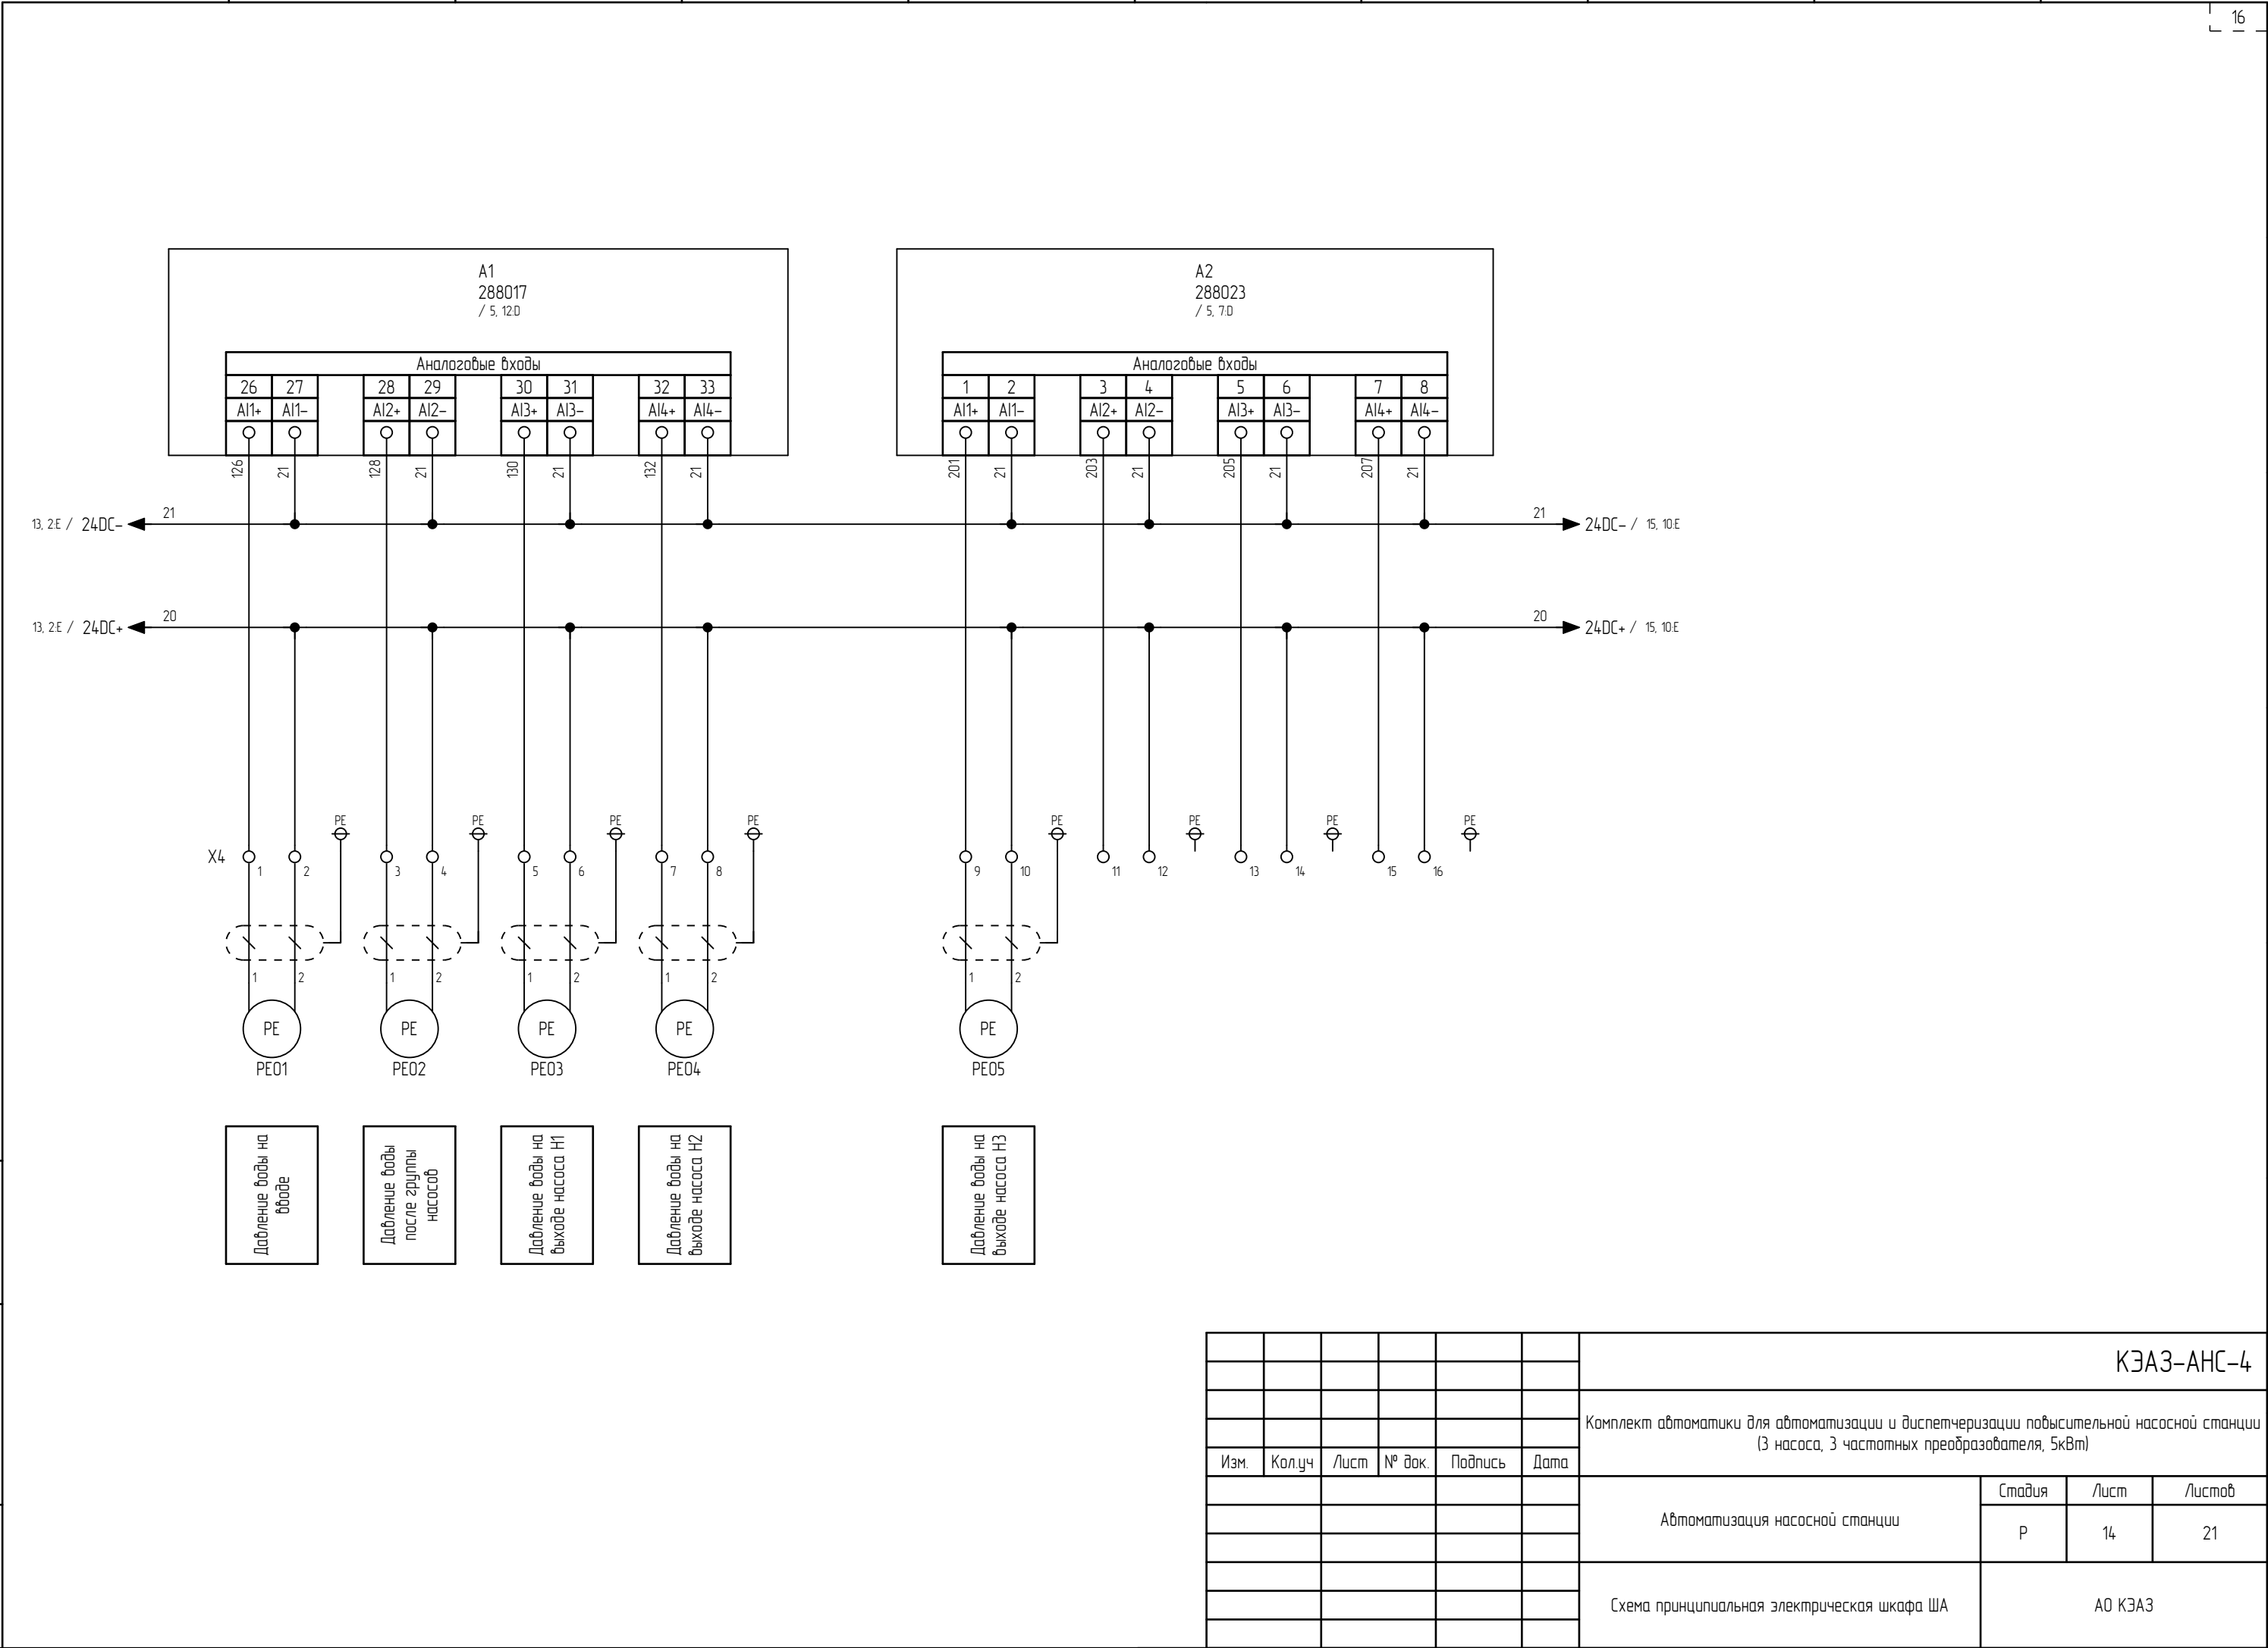 16
A1
288017
/ 5, 12:D
A2
288023
/ 5, 7:D
Аналоговые входы
Аналоговые входы
26 27 28 29 30 31 32 33
1 2 3 4 5 6 7 8
AI1+ AI1- AI2+ AI2- AI3+ AI3- AI4+ AI4-
AI1+ AI1- AI2+ AI2- AI3+ AI3- AI4+ AI4-
126 21 128 21 130 21 132 21
201 21 203 21 205 21 207 21
13, 2:E / 24DC- 21
21 24DC- / 15, 10:E
13, 2:E / 24DC+ 20
20 24DC+ / 15, 10:E
PE PE PE PE PE PE PE PE
X4
1 2 3 4 5 6 7 8 9 10 11 12 13 14 15 16
1 2 1 2 1 2 1 2 1 2
PE PE PE PE PE
PE01 PE02 PE03 PE04 PE05
Давление воды на
вводе
Давление воды
после группы
насосов
Давление воды на
выходе насоса Н1
Давление воды на
выходе насоса Н2
Давление воды на
выходе насоса Н3
КЭАЗ-АНС-4
Комплект автоматики для автоматизации и диспетчеризации повысительной насосной станции
(3 насоса, 3 частотных преобразователя, 5кВт)
Изм. Кол.уч Лист № док. Подпись Дата
Автоматизация насосной станции
Стадия Лист Листов
Р 14 21
Схема принципиальная электрическая шкафа ША
АО КЭАЗ